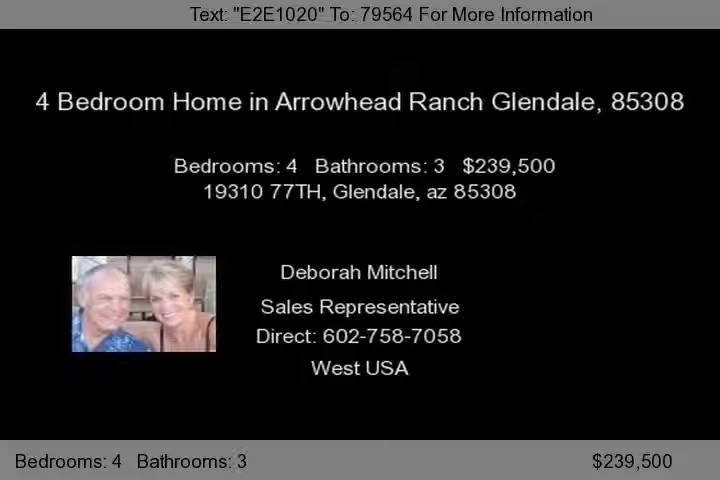 Text: "E2E1020" To: 79564 For More Information
4 Bedroom Home in Arrowhead Ranch Glendale, 85308
Bedrooms: 4 Bathrooms: 3 $239,500
19310 77TH, Glendale, az 85308
Deborah Mitchell
Sales Representative
Direct: 602-758-7058
West USA
Bedrooms: 4 Bathrooms: 3 $239,500